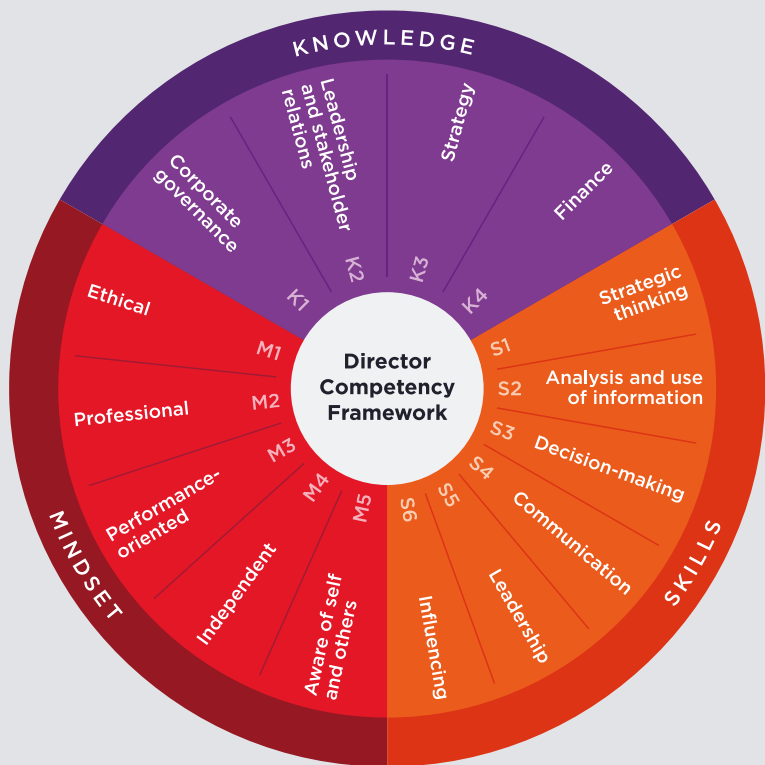 KNOWLEDGE
K1
Corporate
governance
K2
Leadership
and stakeholder
relations
K3
Strategy
K4
Finance
SKILLS
S1
Strategic
thinking
S2
Analysis and use
of information
S3
Decision-making
S4
Communication
S5
Leadership
S6
Influencing
MINDSET
M1
Ethical
M2
Professional
M3
Performance-
oriented
M4
Independent
M5
Aware of self
and others
Director
Competency
Framework